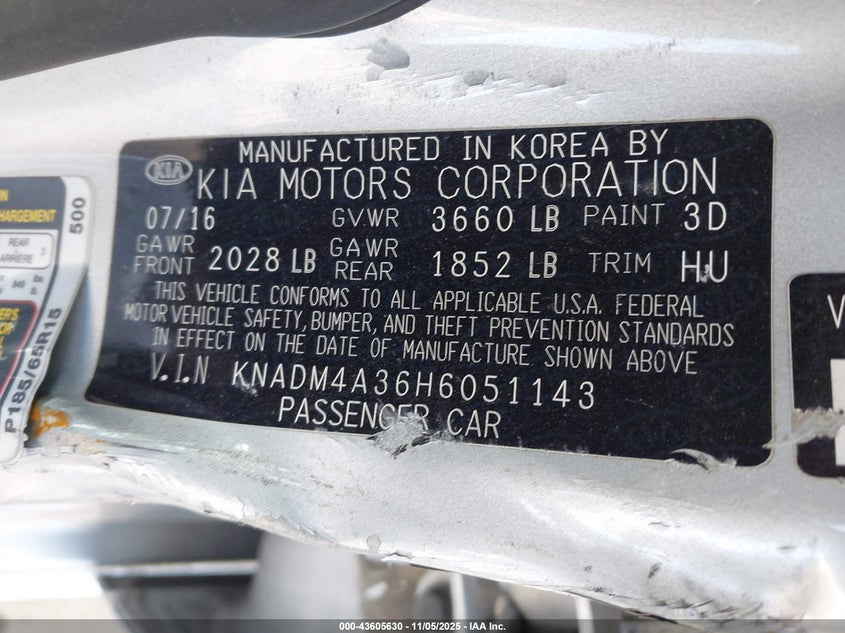 MANUFACTURED IN KOREA BY
KIA KIA MOTORS CORPORATION
07/16 GVWR 3660 LB PAINT 3D
GAWR FRONT 2028 LB GAWR REAR 1852 LB TRIM HU
THIS VEHICLE CONFORMS TO ALL APPLICABLE U.S.A. FEDERAL
MOTOR VEHICLE SAFETY, BUMPER, AND THEFT PREVENTION STANDARDS
IN EFFECT ON THE DATE OF MANUFACTURE SHOWN ABOVE
V.I.N KNADM4A36H6051143
PASSENGER CAR
500
REAR
3
P185/65R15
V
000-43605630 - 11/05/2025 - IAA Inc.